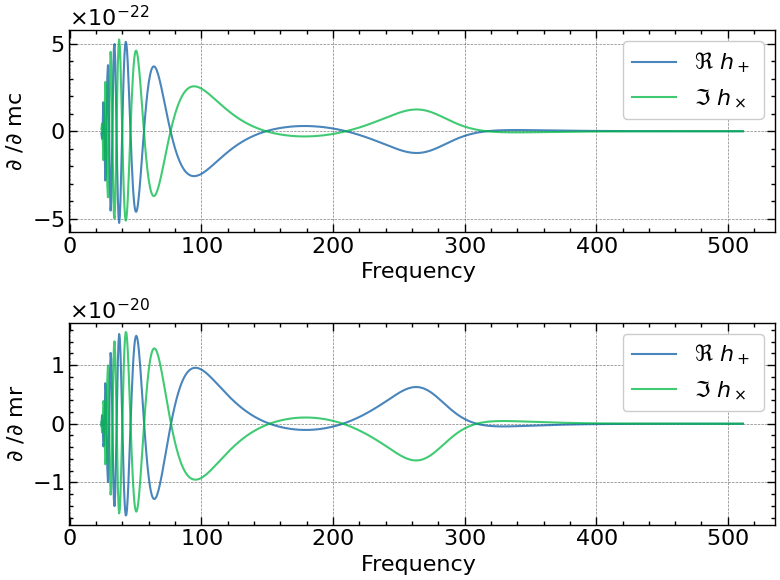 ×10⁻²²
5
0
−5
∂ /∂ mc
ℜ h₊
ℑ h×
0 100 200 300 400 500
Frequency
×10⁻²⁰
1
0
−1
∂ /∂ mr
ℜ h₊
ℑ h×
0 100 200 300 400 500
Frequency